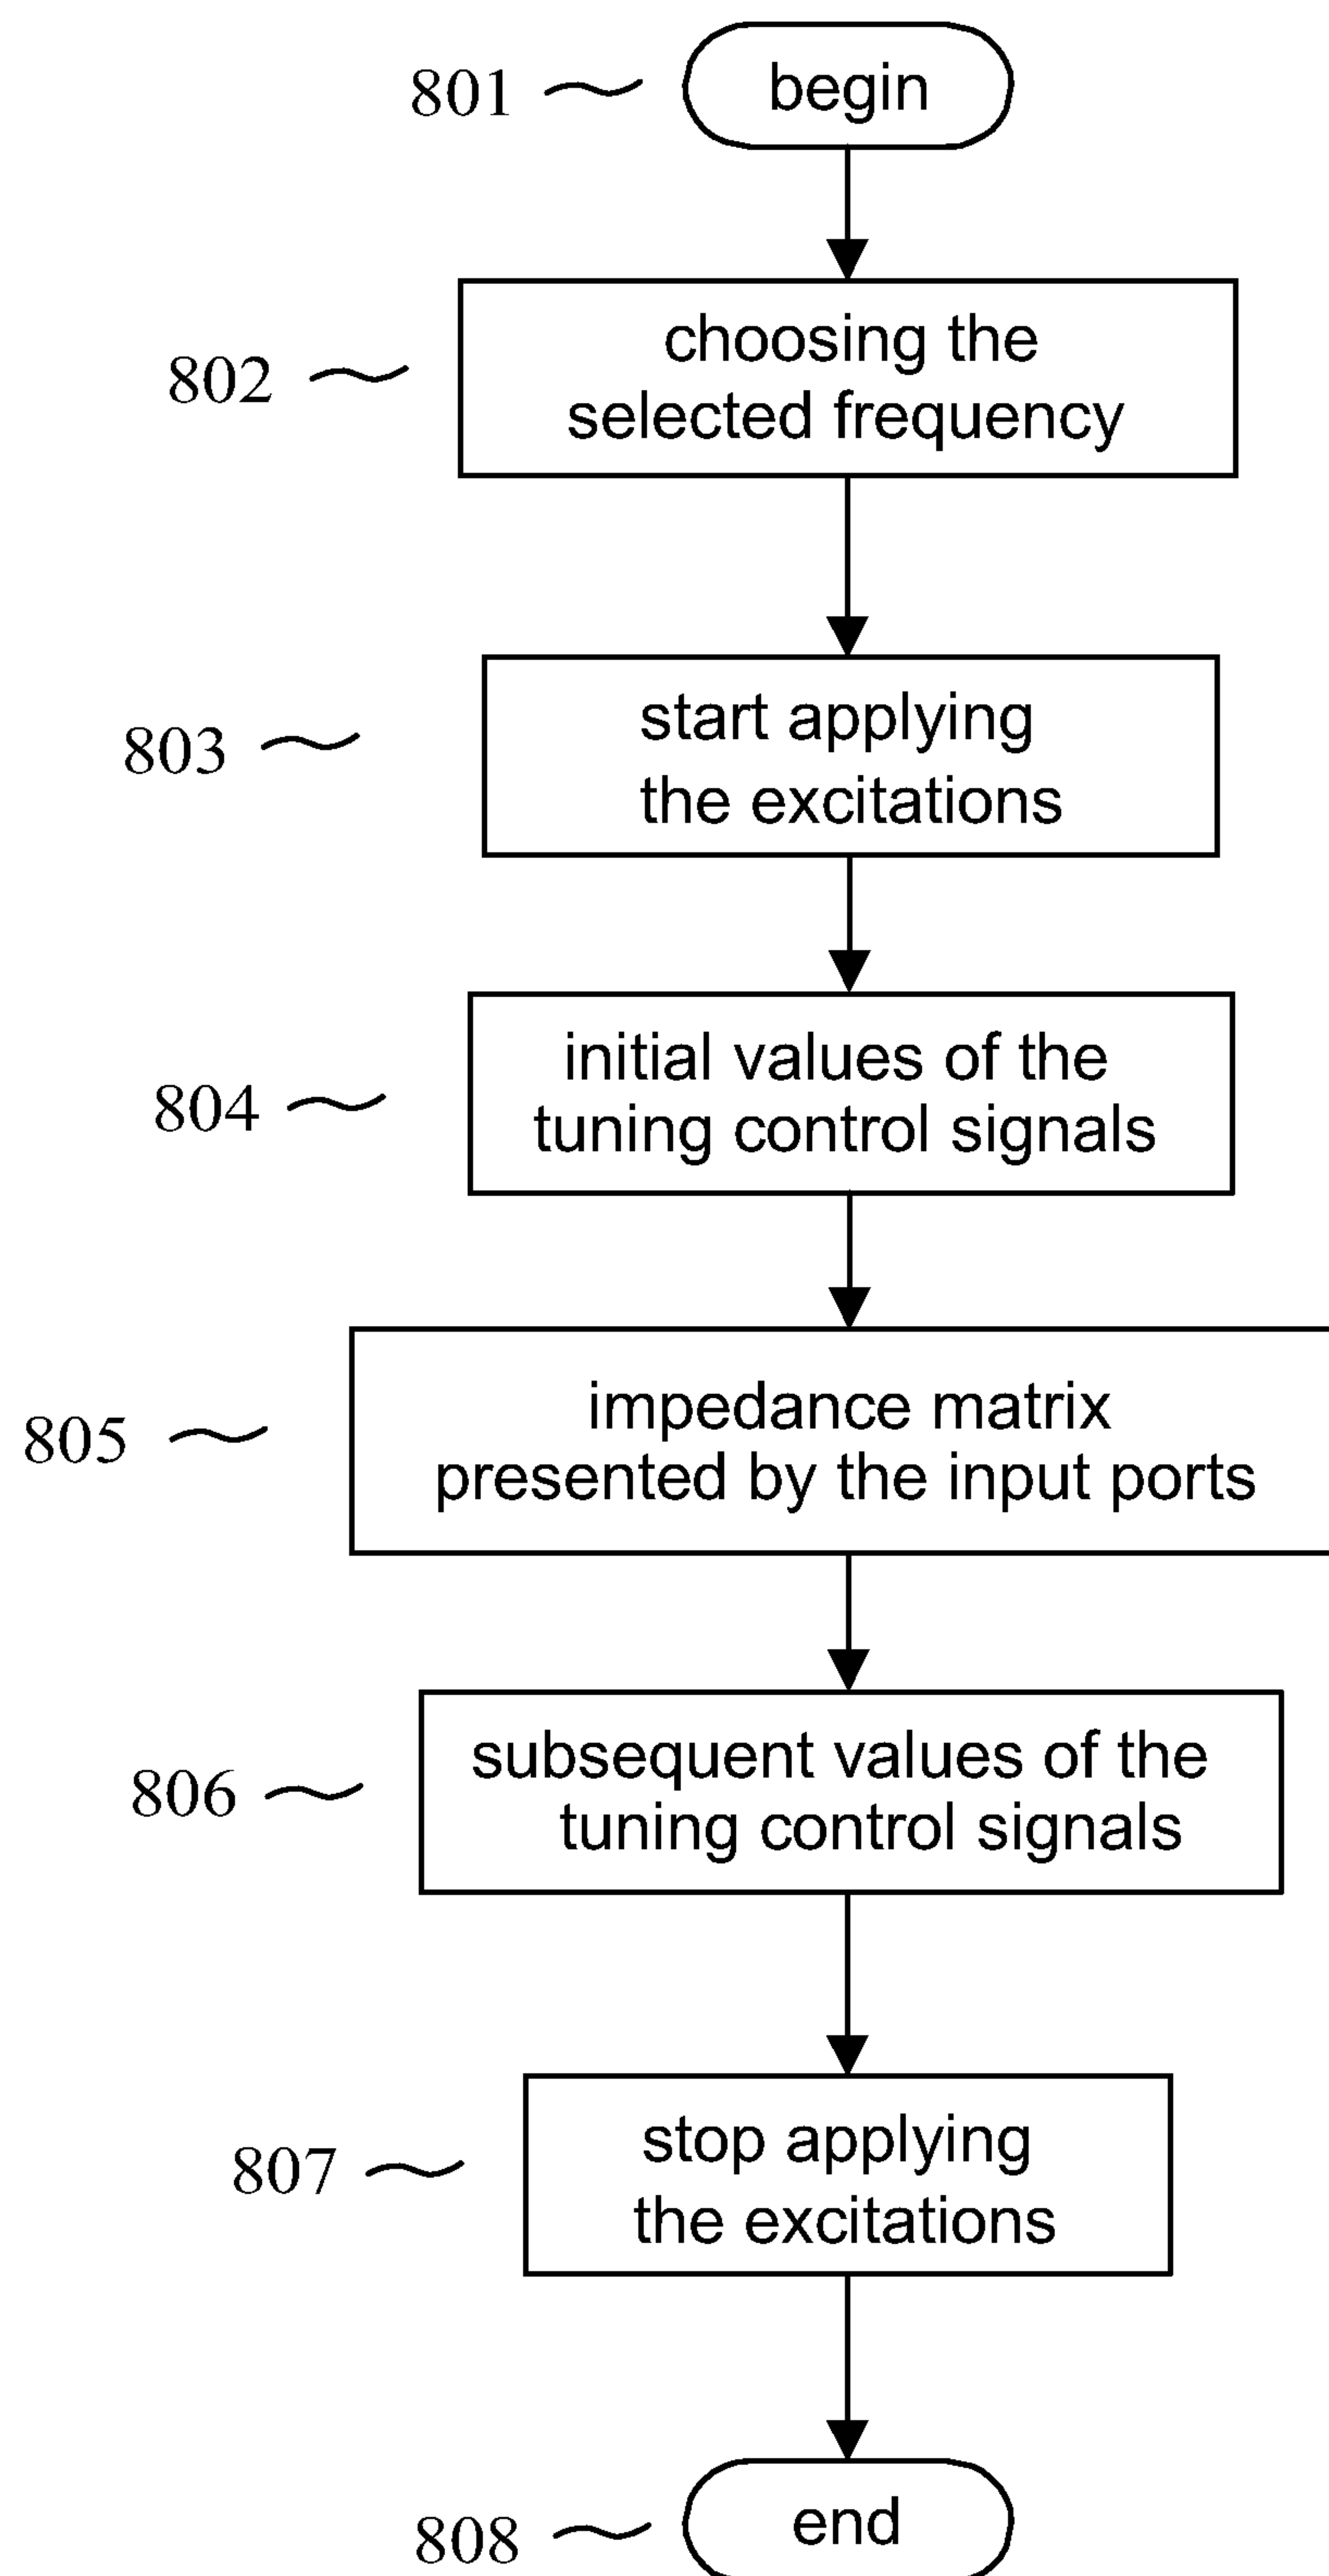 801
begin
802
choosing the
selected frequency
803
start applying
the excitations
804
initial values of the
tuning control signals
805
impedance matrix
presented by the input ports
806
subsequent values of the
tuning control signals
807
stop applying
the excitations
808
end